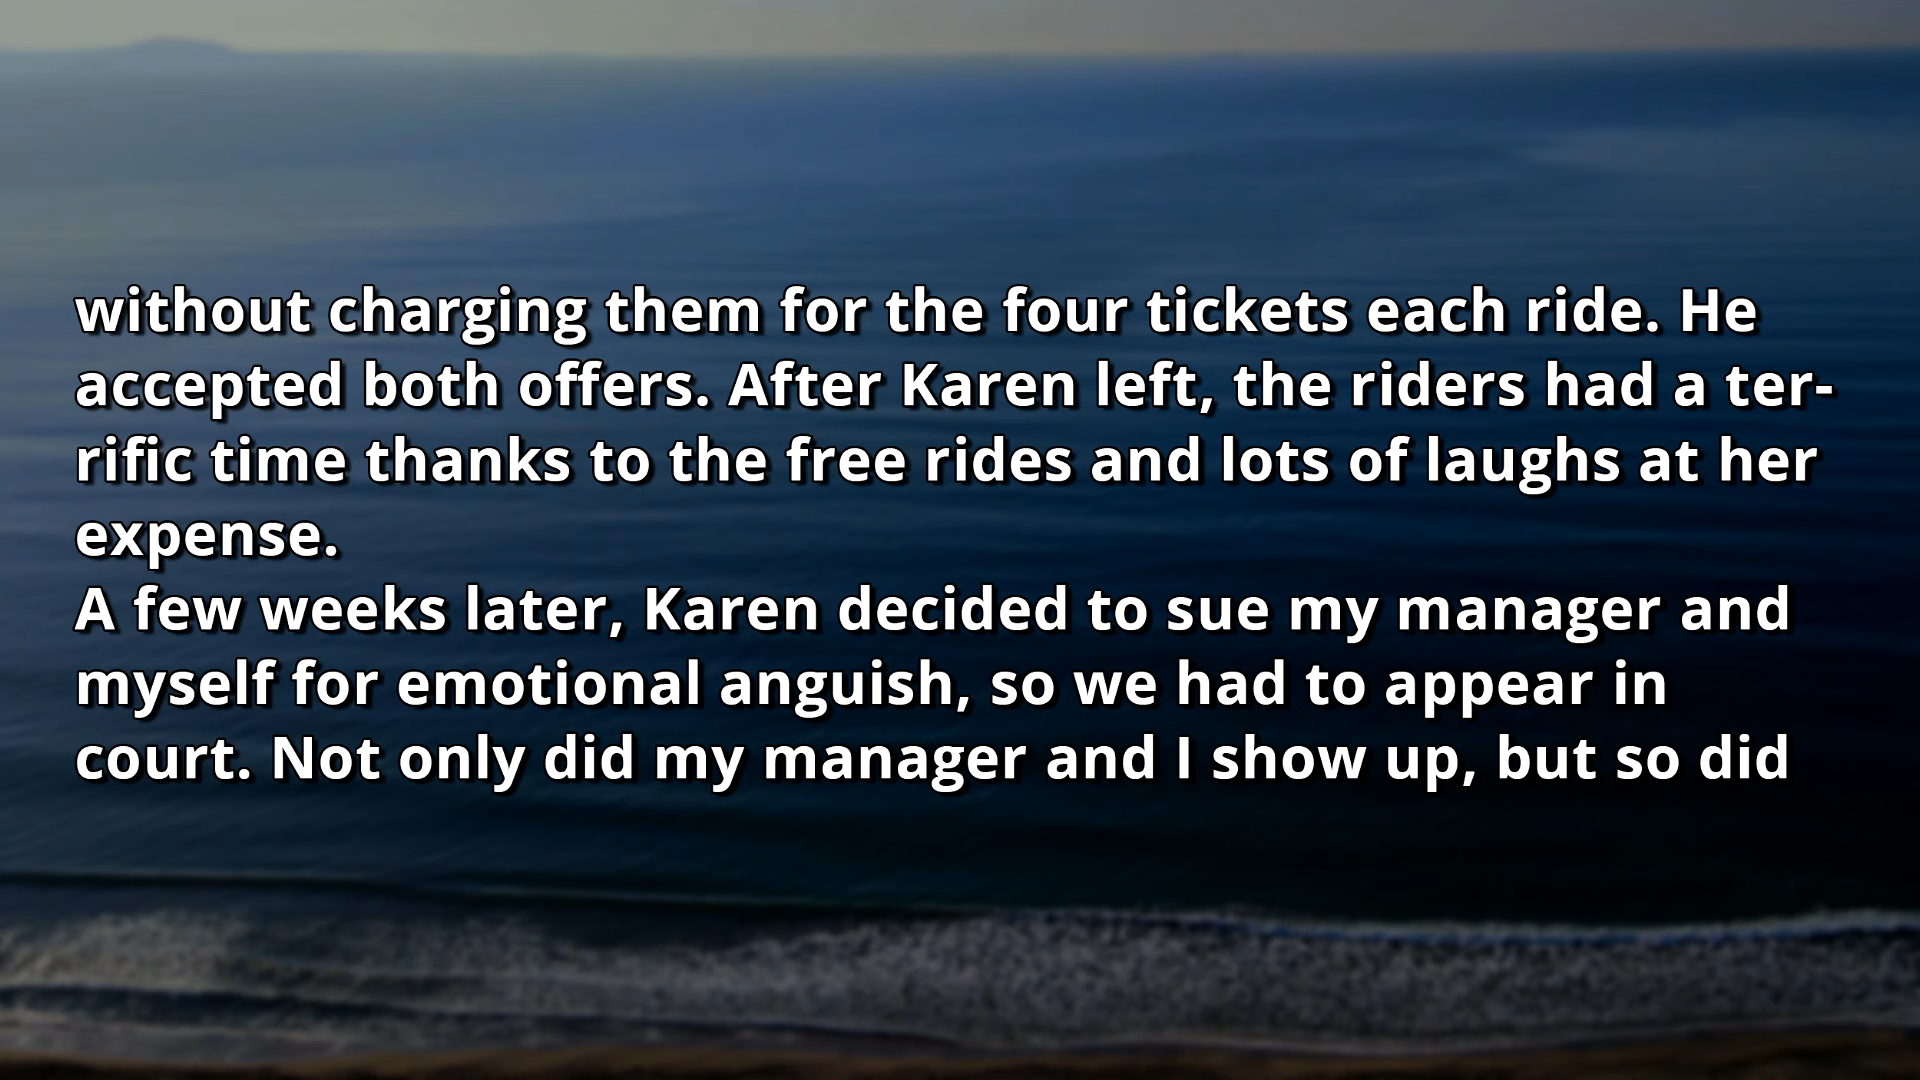 without charging them for the four tickets each ride. He
accepted both offers. After Karen left, the riders had a ter-
rific time thanks to the free rides and lots of laughs at her
expense.
A few weeks later, Karen decided to sue my manager and
myself for emotional anguish, so we had to appear in
court. Not only did my manager and I show up, but so did